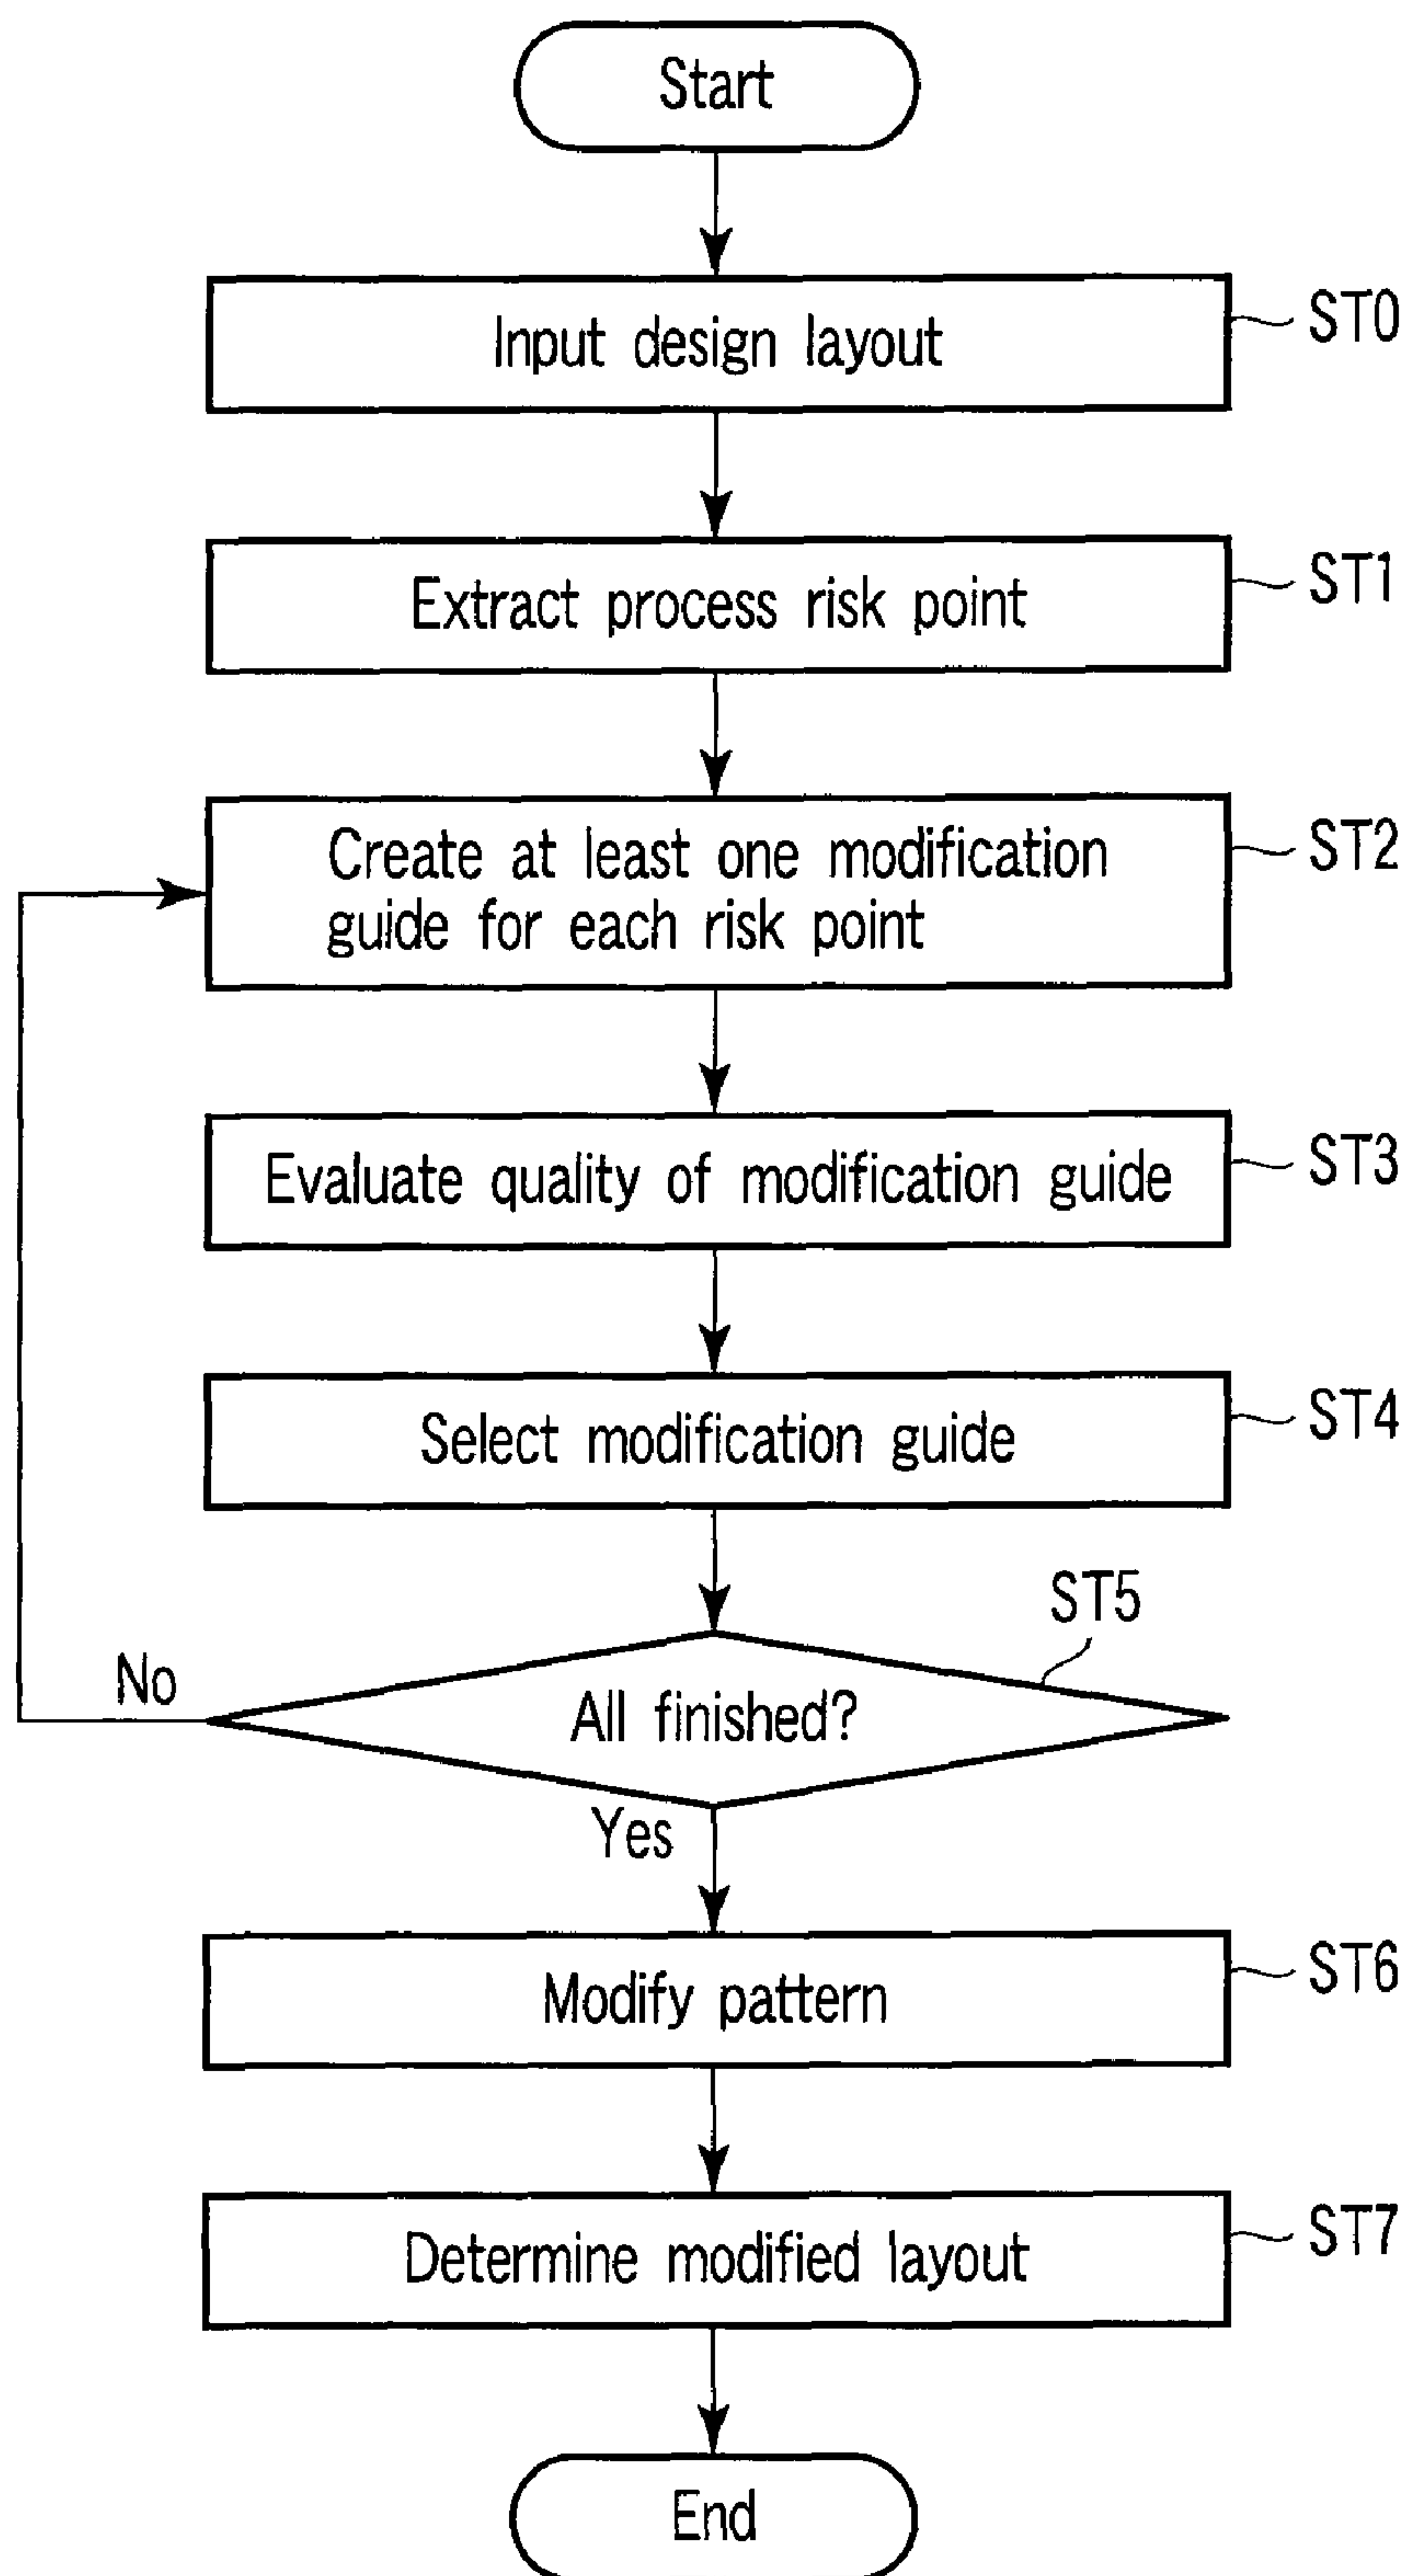 Start
Input design layout
ST0
Extract process risk point
ST1
Create at least one modification
guide for each risk point
ST2
Evaluate quality of modification guide
ST3
Select modification guide
ST4
ST5
All finished?
No
Yes
Modify pattern
ST6
Determine modified layout
ST7
End